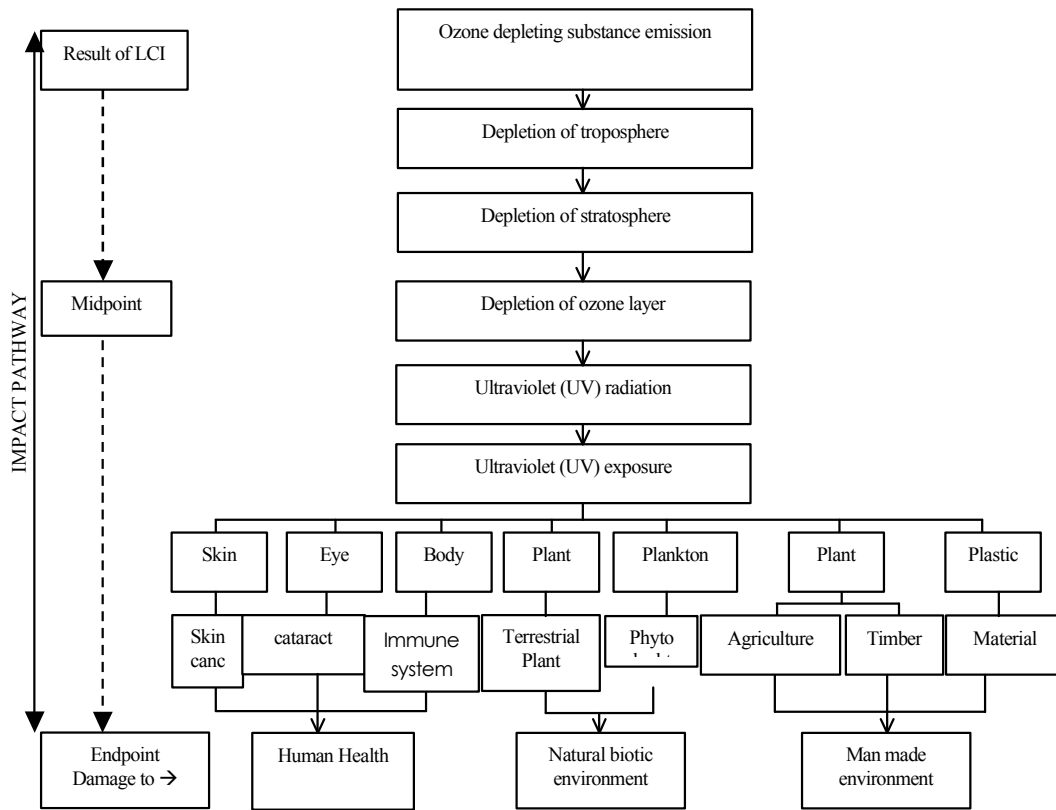 Ozone depleting substance emission
Result of LCI
Depletion of troposphere
Depletion of stratosphere
Midpoint
Depletion of ozone layer
IMPACT PATHWAY
Ultraviolet (UV) radiation
Ultraviolet (UV) exposure
Skin
Eye
Body
Plant
Plankton
Plant
Plastic
Skin
canc
cataract
Immune
system
Terrestrial
Plant
Phyto
Agriculture
Timber
Material
Endpoint
Damage to →
Human Health
Natural biotic
environment
Man made
environment